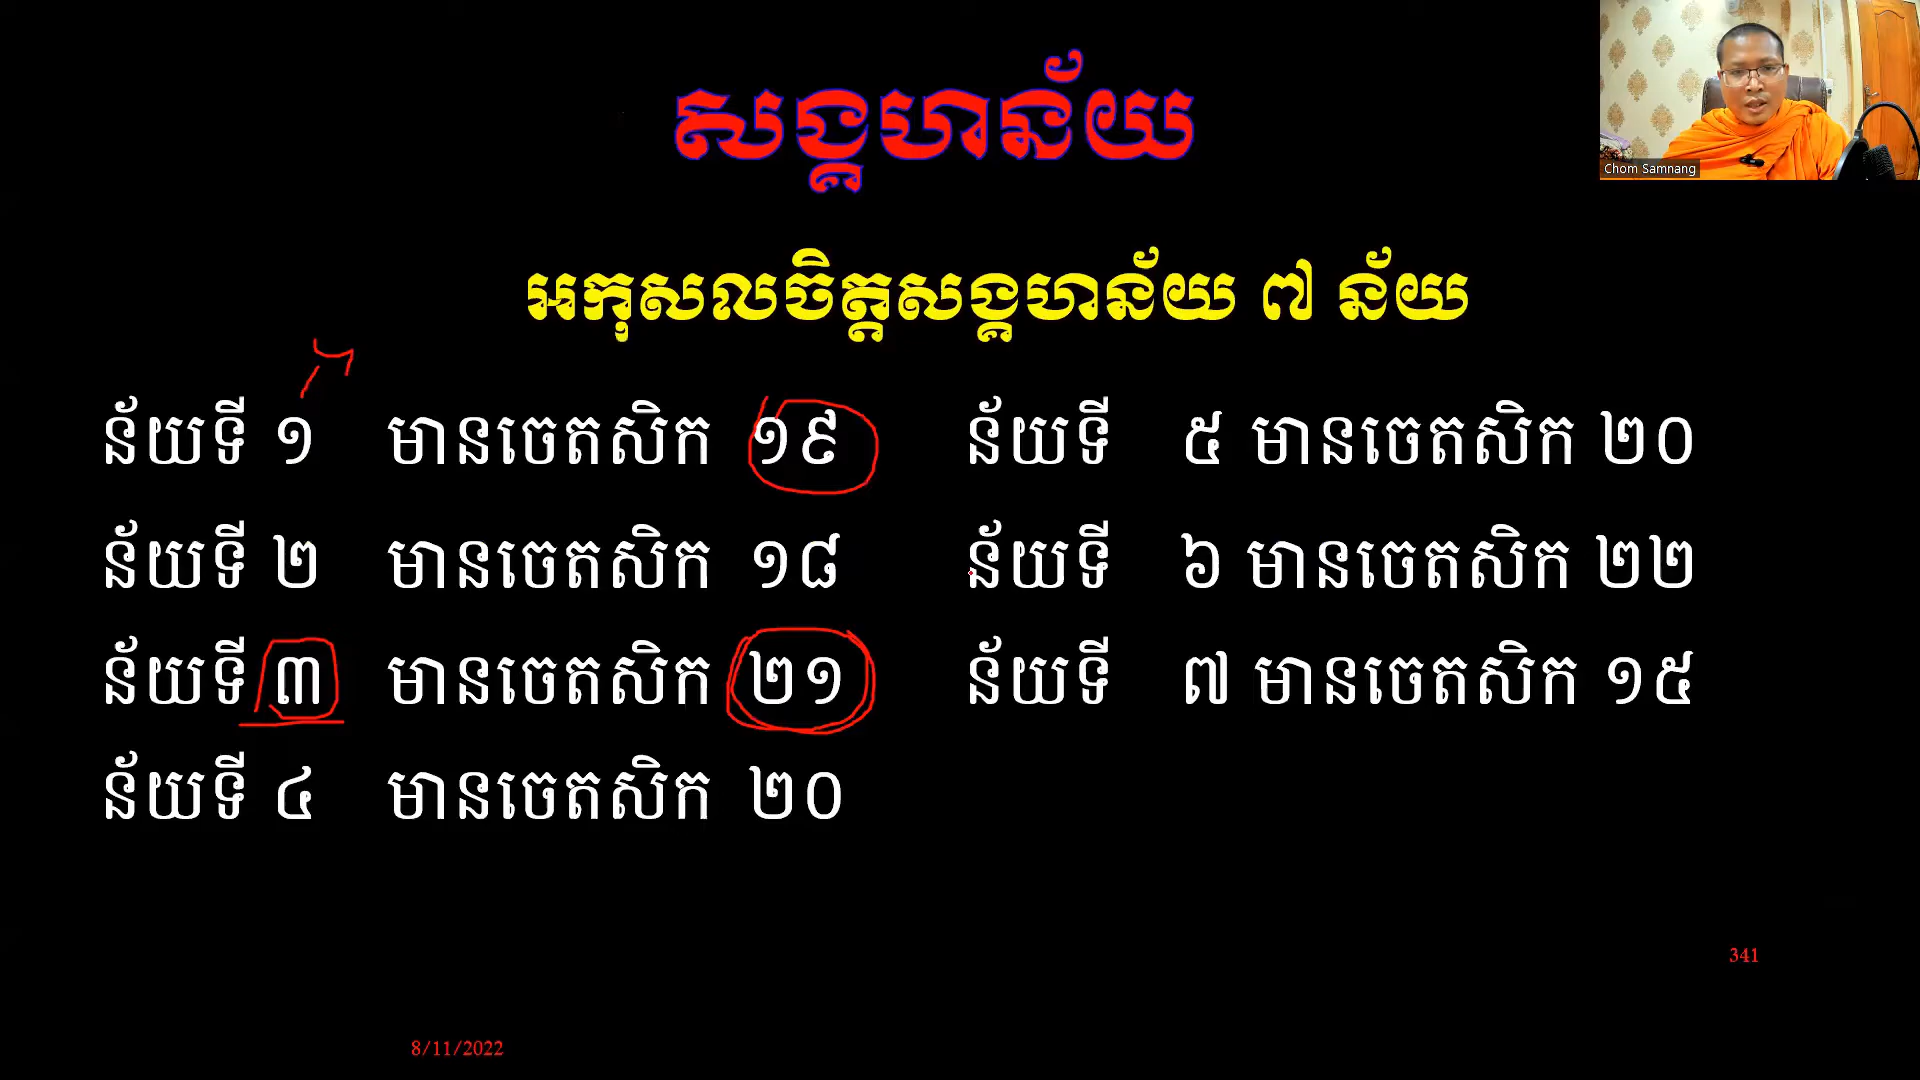 សង្គហន័យ
Chom Samnang
អកុសលចិត្តសង្គហន័យ ៧ ន័យ
ន័យទី ១ មានចេតសិក ១៩
ន័យទី ២ មានចេតសិក ១៨
ន័យទី ៣ មានចេតសិក ២១
ន័យទី ៤ មានចេតសិក ២០
ន័យទី ៥ មានចេតសិក ២០
ន័យទី ៦ មានចេតសិក ២២
ន័យទី ៧ មានចេតសិក ១៥
341
8/11/2022